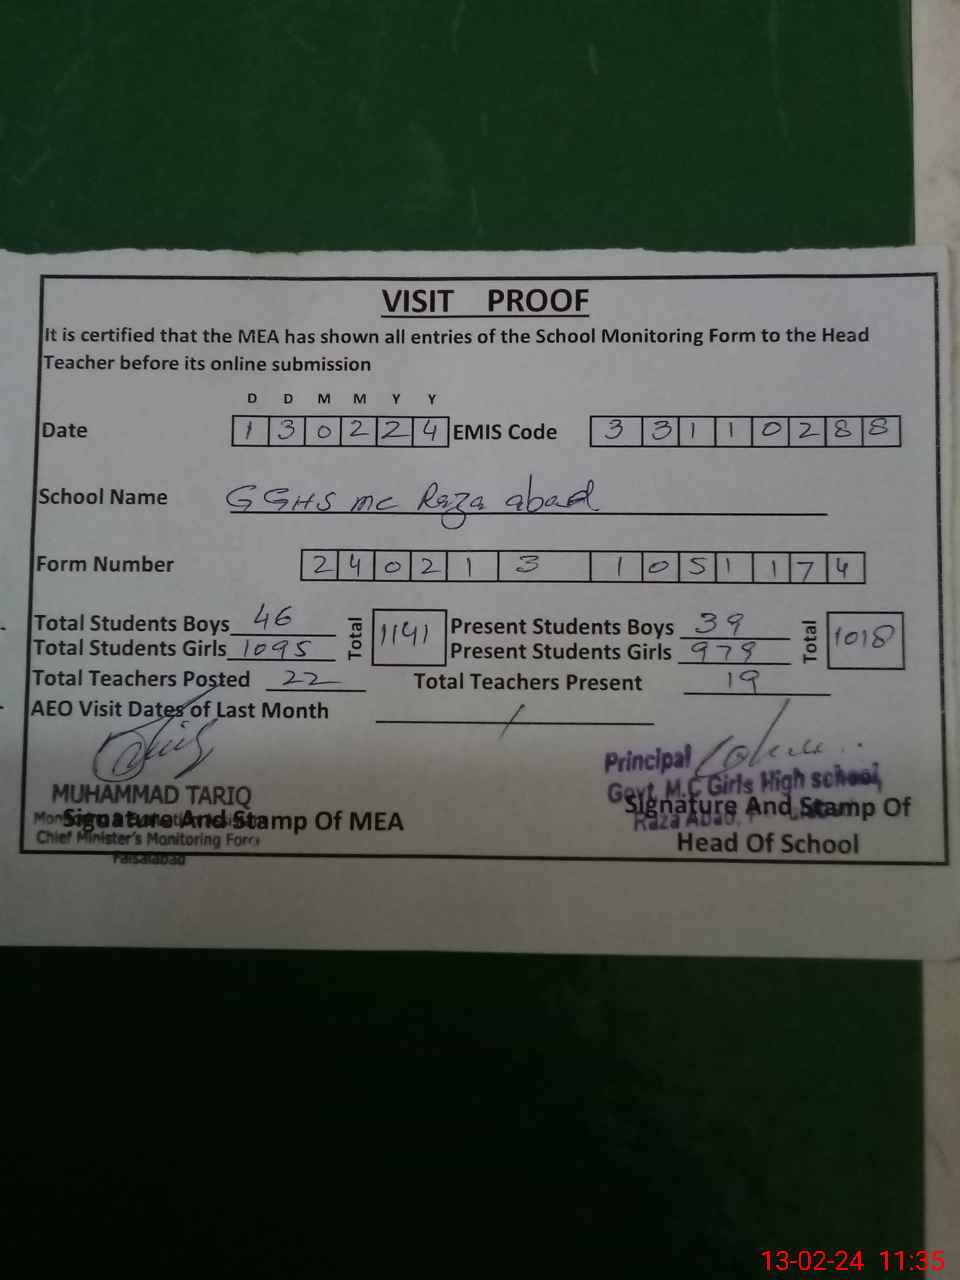 VISIT PROOF
It is certified that the MEA has shown all entries of the School Monitoring Form to the Head
Teacher before its online submission
D D M M Y Y
Date 1 3 0 2 2 4 EMIS Code 3 3 1 1 0 2 8 8
School Name GGHS mc Raza abad
Form Number 2 4 0 2 1 3 1 0 5 1 1 7 4
Total Students Boys 46 Total 1141 Present Students Boys 39 Total 1018
Total Students Girls 1095 Present Students Girls 979
Total Teachers Posted 22 Total Teachers Present 19
AEO Visit Dates of Last Month /
Principal
Govt. M.C Girls High school,
Raza Abad,
MUHAMMAD TARIQ
Signature And Stamp Of MEA
Chief Minister's Monitoring Force
Faisalabad
Signature And Stamp Of
Head Of School
13-02-24 11:35